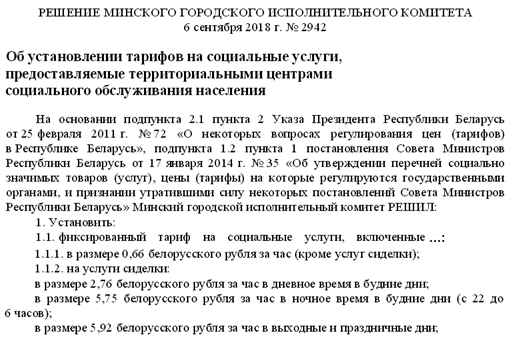 РЕШЕНИЕ МИНСКОГО ГОРОДСКОГО ИСПОЛНИТЕЛЬНОГО КОМИТЕТА
6 сентября 2018 г. № 2942
Об установлении тарифов на социальные услуги,
предоставляемые территориальными центрами
социального обслуживания населения
На основании подпункта 2.1 пункта 2 Указа Президента Республики Беларусь
от 25 февраля 2011 г. № 72 «О некоторых вопросах регулирования цен (тарифов)
в Республике Беларусь», подпункта 1.2 пункта 1 постановления Совета Министров
Республики Беларусь от 17 января 2014 г. № 35 «Об утверждении перечней социально
значимых товаров (услуг), цены (тарифы) на которые регулируются государственными
органами, и признании утратившими силу некоторых постановлений Совета Министров
Республики Беларусь» Минский городской исполнительный комитет РЕШИЛ:
1. Установить:
1.1. фиксированный тариф на социальные услуги, включенные ...:
1.1.1. в размере 0,66 белорусского рубля за час (кроме услуг сиделки);
1.1.2. на услуги сиделки:
в размере 2,76 белорусского рубля за час в дневное время в будние дни;
в размере 5,75 белорусского рубля за час в ночное время в будние дни (с 22 до
6 часов);
в размере 5,92 белорусского рубля за час в выходные и праздничные дни;